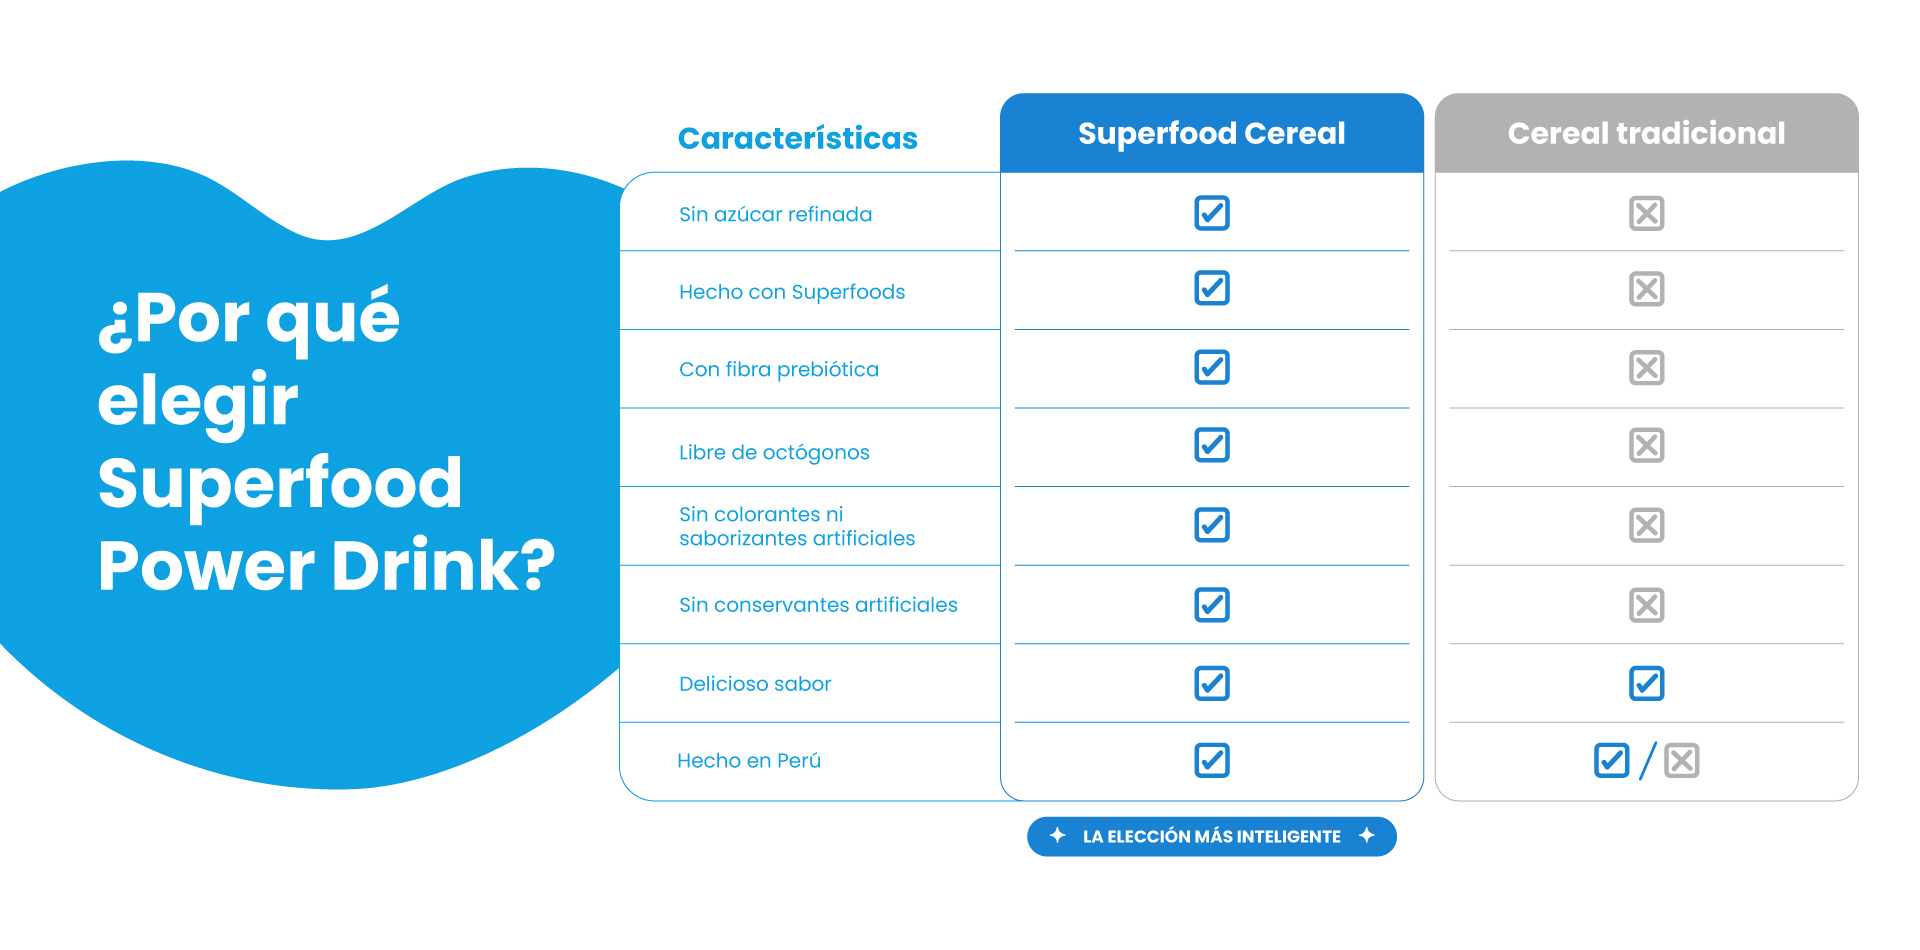 ¿Por qué
elegir
Superfood
Power Drink?
Características
Superfood Cereal
Cereal tradicional
Sin azúcar refinada
Hecho con Superfoods
Con fibra prebiótica
Libre de octógonos
Sin colorantes ni
saborizantes artificiales
Sin conservantes artificiales
Delicioso sabor
Hecho en Perú
/
LA ELECCIÓN MÁS INTELIGENTE